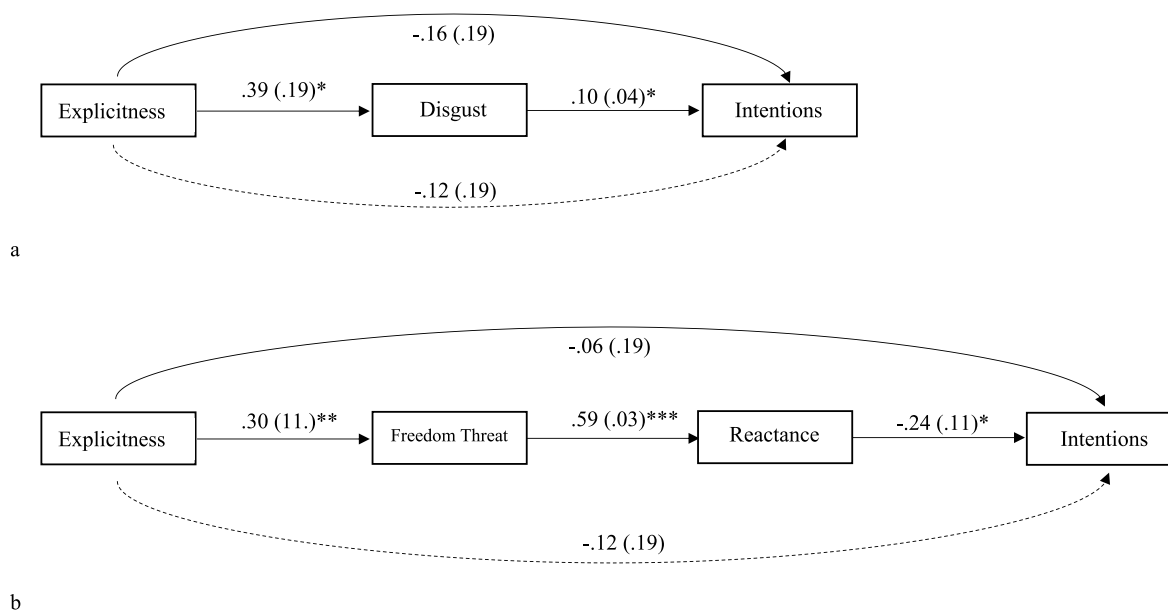 -.16 (.19)
Explicitness
.39 (.19)*
Disgust
.10 (.04)*
Intentions
-.12 (.19)
a
-.06 (.19)
Explicitness
.30 (11.)**
Freedom Threat
.59 (.03)***
Reactance
-.24 (.11)*
Intentions
-.12 (.19)
b